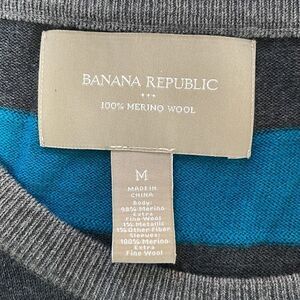 BANANA REPUBLIC
100% MERINO WOOL
M
MADE IN
CHINA
Body:
98% Merino
Extra
Fine Wool
1% Metallic
1% Other Fiber
Sleeves:
100% Merino
Extra
Fine Wool